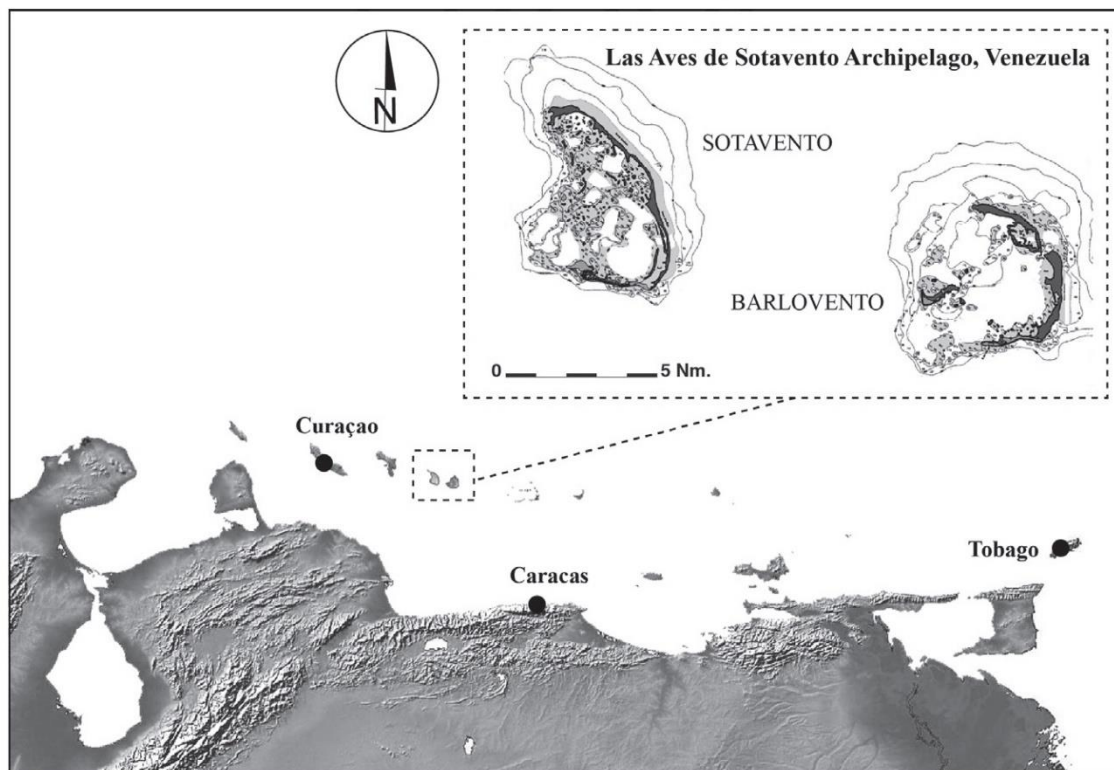 Las Aves de Sotavento Archipelago, Venezuela
N
SOTAVENTO
BARLOVENTO
0 5 Nm.
Curaçao
Tobago
Caracas